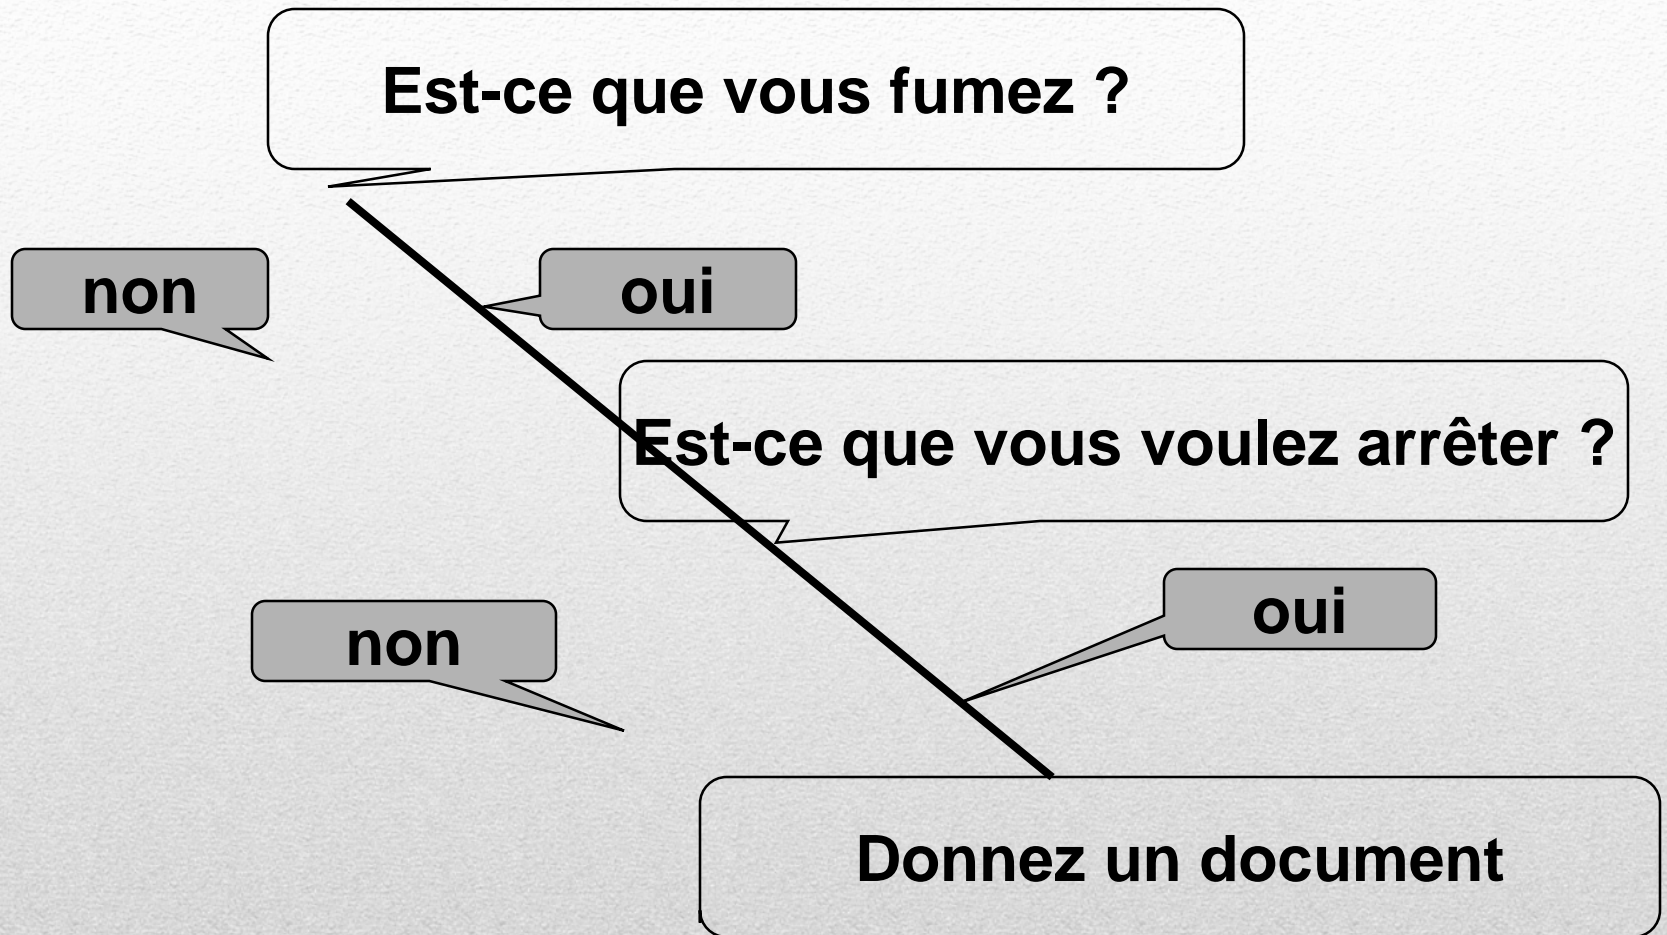 Est-ce que vous fumez ?
non
oui
Est-ce que vous voulez arrêter ?
oui
non
Donnez un document